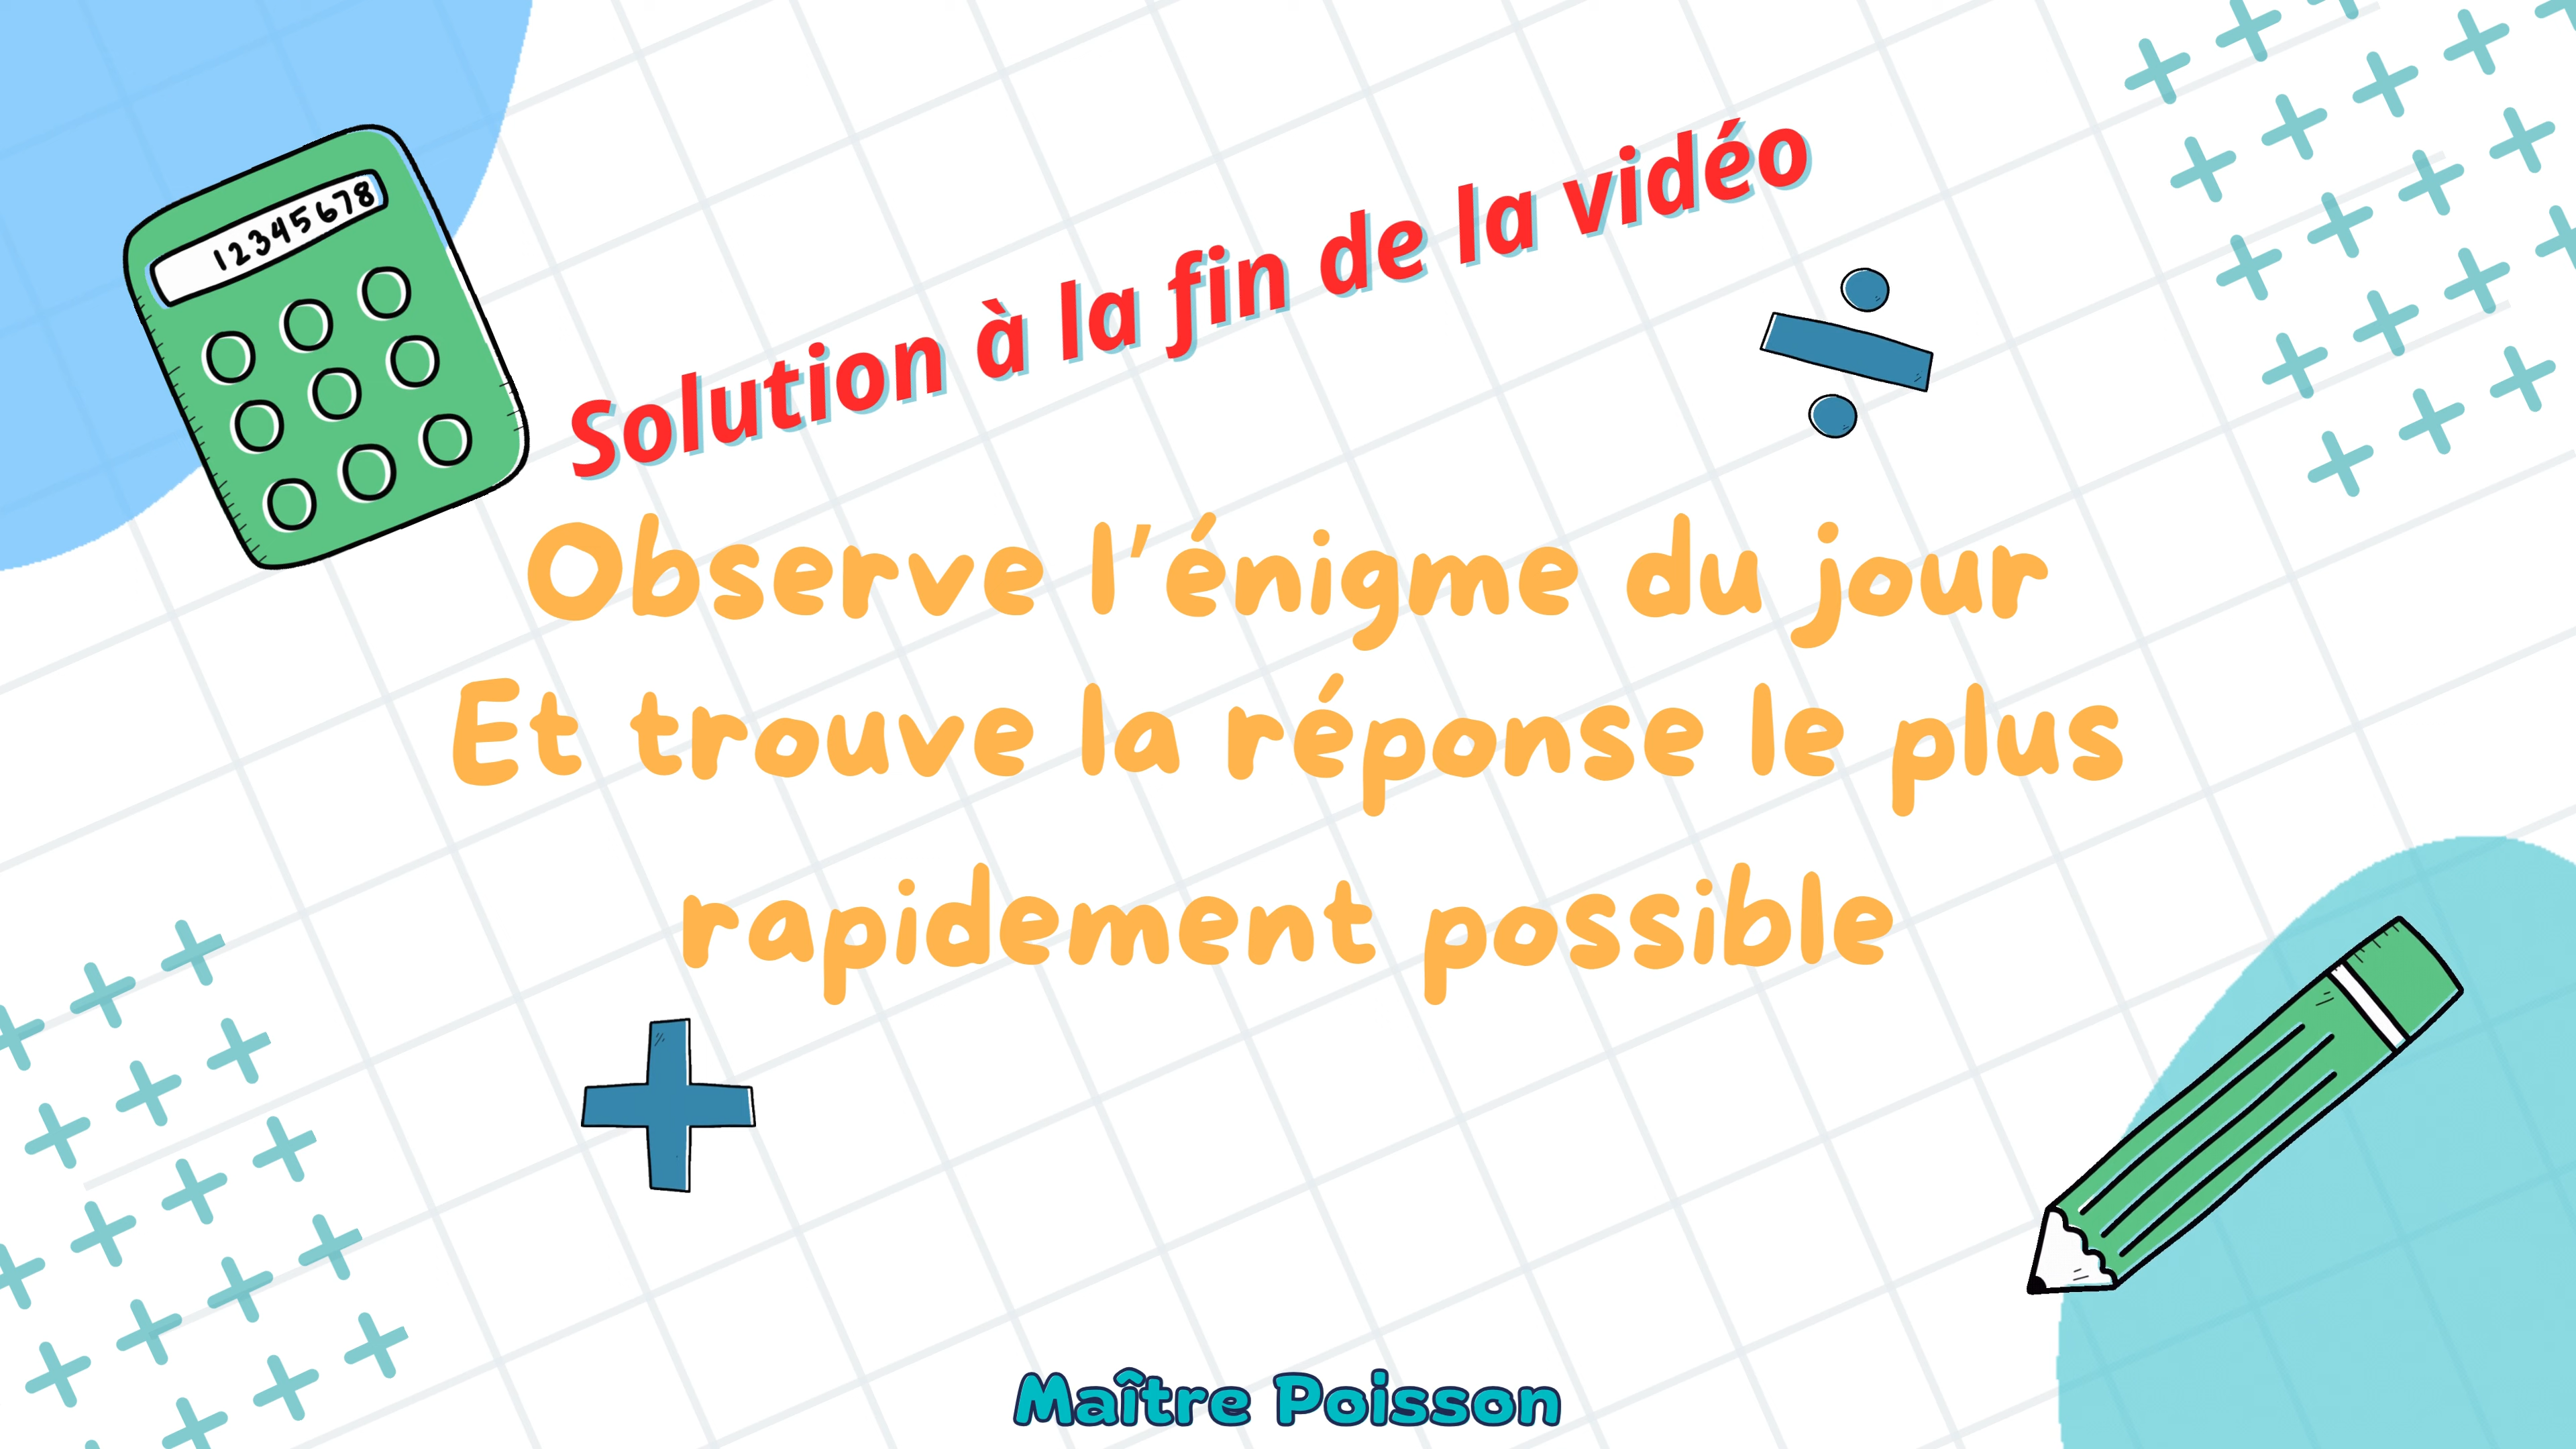 12345678
Solution à la fin de la vidéo
Observe l'énigme du jour
Et trouve la réponse le plus
rapidement possible
Maître Poisson